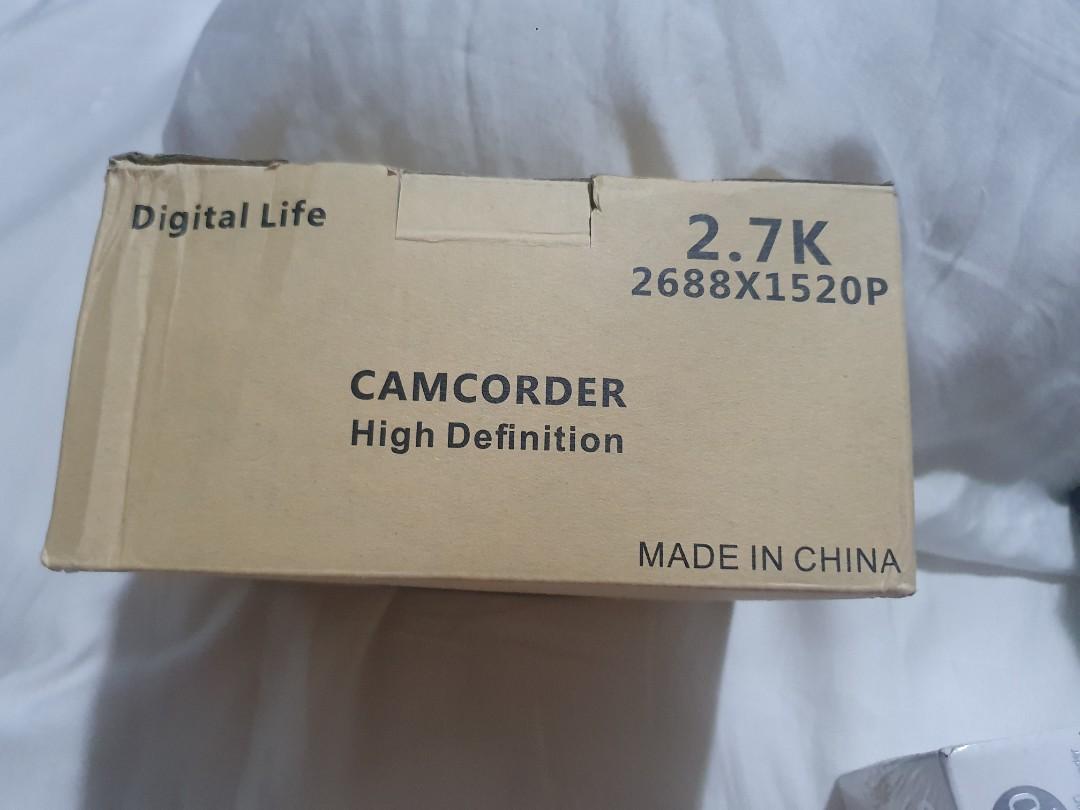 Digital Life
2.7K
2688X1520P
CAMCORDER
High Definition
MADE IN CHINA